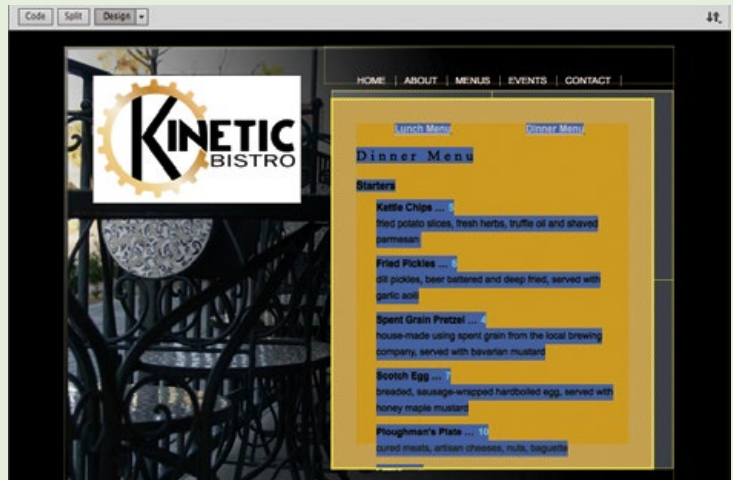 Code Split Design
HOME | ABOUT | MENUS | EVENTS | CONTACT |
KINETIC
BISTRO
Lunch Menu Dinner Menu
Dinner Menu
Starters
Kettle Chips ... 5
fried potato slices, fresh herbs, truffle oil and shaved
parmesan
Fried Pickles ... 6
dill pickles, beer battered and deep fried, served with
garlic aoili
Spent Grain Pretzel ... 4
house-made using spent grain from the local brewing
company, served with bavarian mustard
Scotch Egg ... 7
breaded, sausage-wrapped hardboiled egg, served with
honey maple mustard
Ploughman's Plate ... 10
cured meats, artisan cheeses, nuts, baguette